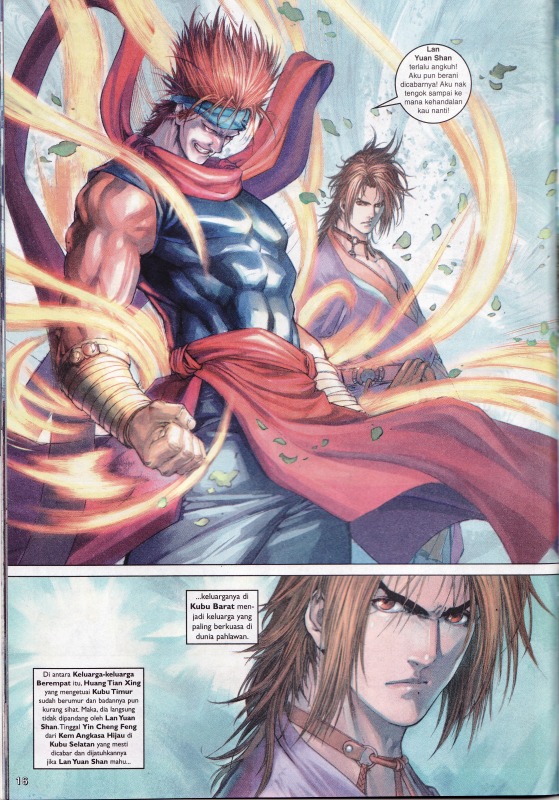 Lan
Yuan Shan
terlalu angkuh!
Aku pun berani
dicabarnya! Aku nak
tengok sampai ke
mana kehandalan
kau nanti!
...keluarganya di
Kubu Barat men-
jadi keluarga yang
paling berkuasa di
dunia pahlawan.
Di antara Keluarga-keluarga
Berempat itu, Huang Tian Xing
yang mengetuai Kubu Timur
sudah berumur dan badannya pun
kurang sihat. Maka, dia langsung
tidak dipandang oleh Lan Yuan
Shan. Tinggal Yin Cheng Feng
dari Kem Angkasa Hijau di
Kubu Selatan yang mesti
dicabar dan dijatuhkannya
jika Lan Yuan Shan mahu...
16